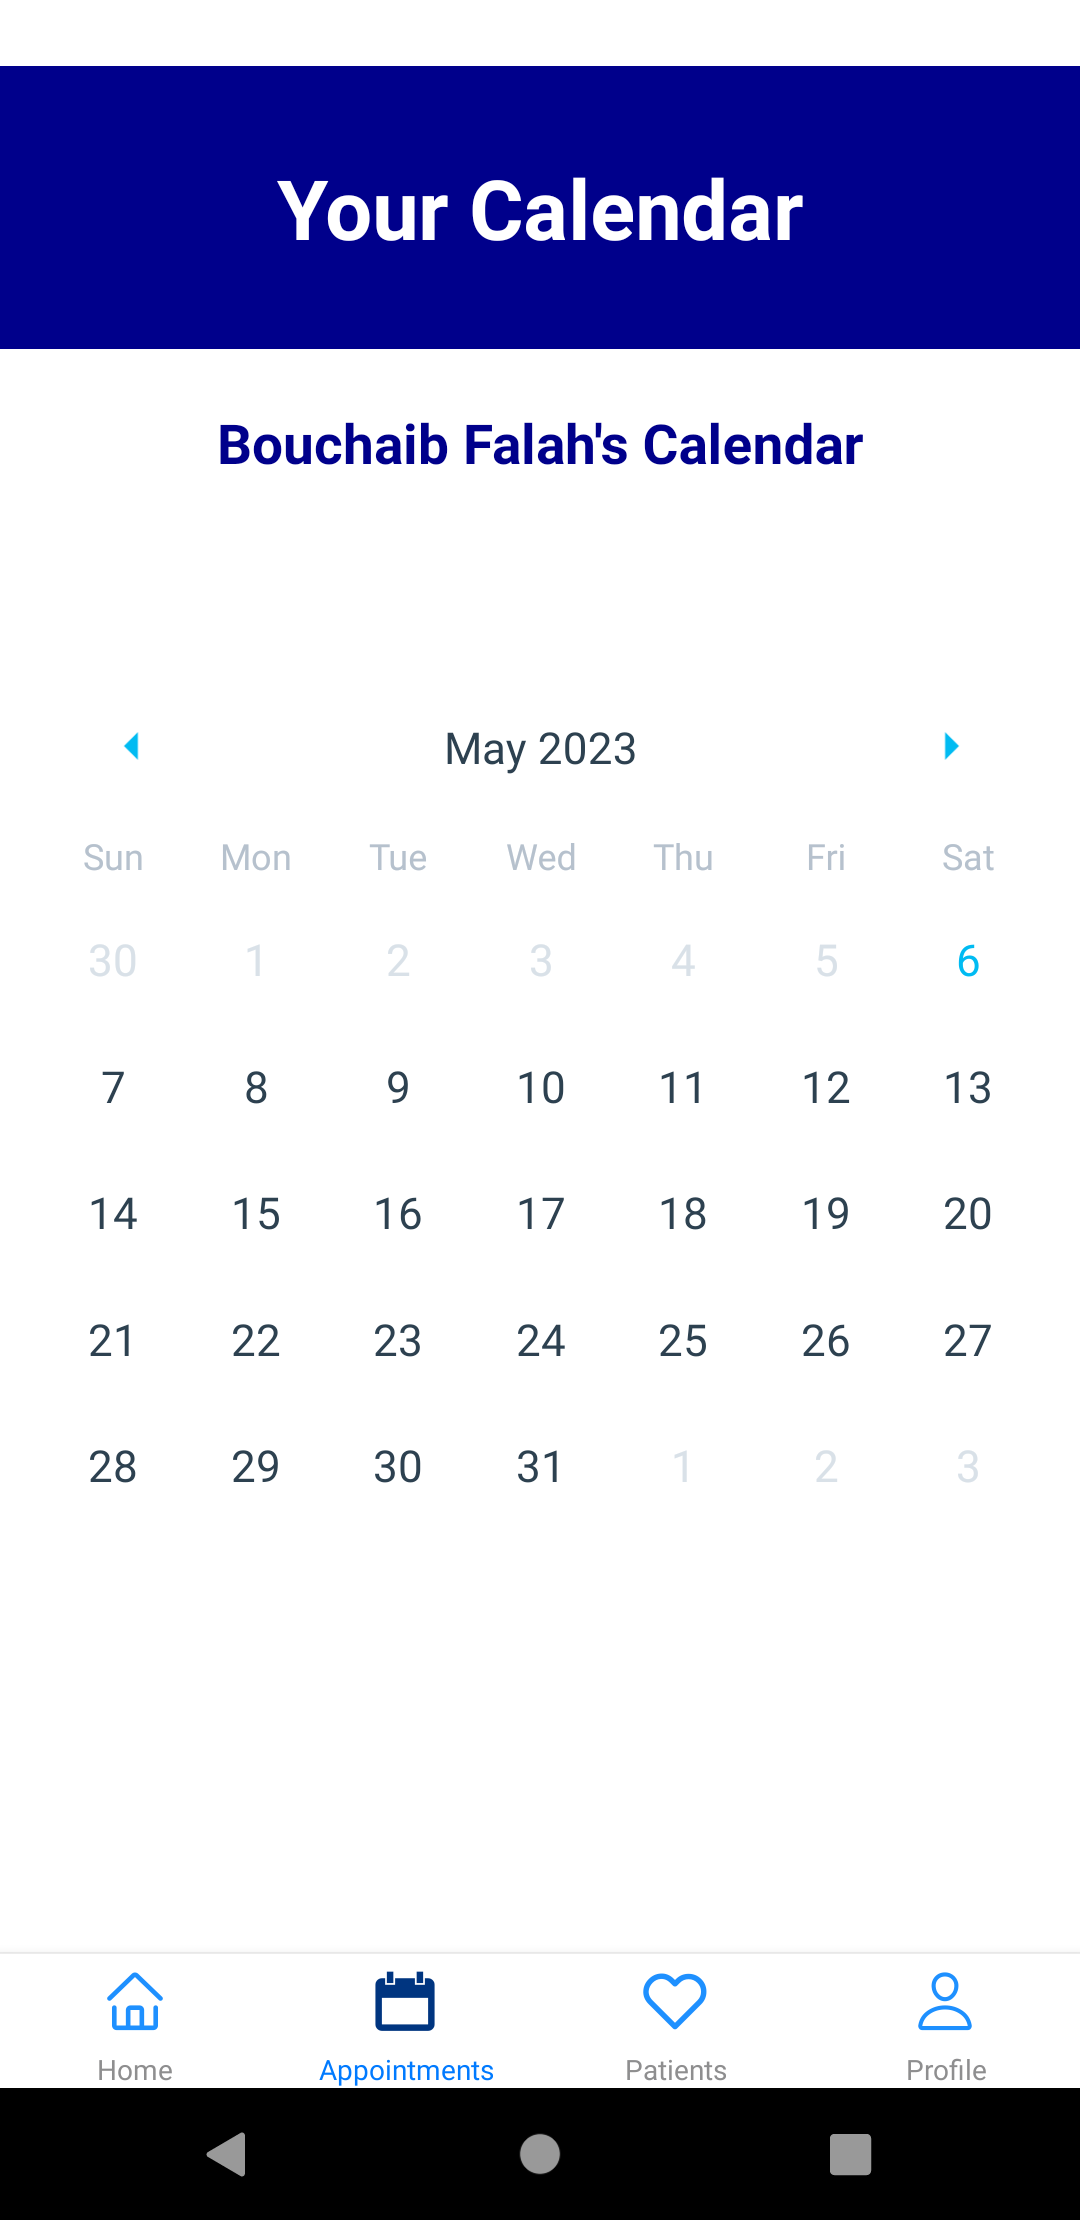 Your Calendar
Bouchaib Falah's Calendar
May 2023
Sun Mon Tue Wed Thu Fri Sat
30 1 2 3 4 5 6
7 8 9 10 11 12 13
14 15 16 17 18 19 20
21 22 23 24 25 26 27
28 29 30 31 1 2 3
Home Appointments Patients Profile